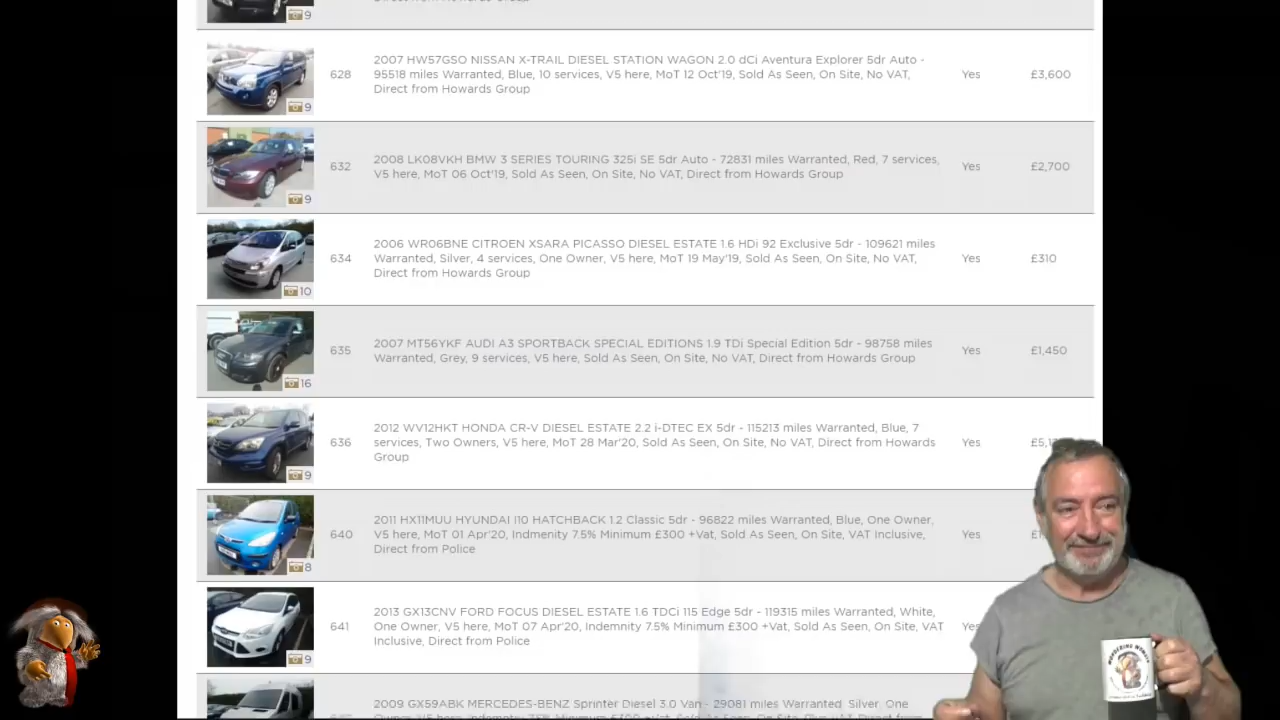 Direct from Howards Group
9
628
2007 HW57GSO NISSAN X-TRAIL DIESEL STATION WAGON 2.0 dCi Aventura Explorer 5dr Auto -
95518 miles Warranted, Blue, 10 services, V5 here, MoT 12 Oct'19, Sold As Seen, On Site, No VAT,
Direct from Howards Group
Yes
£3,600
9
632
2008 LK08VKH BMW 3 SERIES TOURING 325i SE 5dr Auto - 72831 miles Warranted, Red, 7 services,
V5 here, MoT 06 Oct'19, Sold As Seen, On Site, No VAT, Direct from Howards Group
Yes
£2,700
9
634
2006 WR06BNE CITROEN XSARA PICASSO DIESEL ESTATE 1.6 HDi 92 Exclusive 5dr - 109621 miles
Warranted, Silver, 4 services, One Owner, V5 here, MoT 19 May'19, Sold As Seen, On Site, No VAT,
Direct from Howards Group
Yes
£310
10
635
2007 MT56YKF AUDI A3 SPORTBACK SPECIAL EDITIONS 1.9 TDi Special Edition 5dr - 98758 miles
Warranted, Grey, 9 services, V5 here, Sold As Seen, On Site, No VAT, Direct from Howards Group
Yes
£1,450
16
636
2012 WV12HKT HONDA CR-V DIESEL ESTATE 2.2 i-DTEC EX 5dr - 115213 miles Warranted, Blue, 7
services, Two Owners, V5 here, MoT 28 Mar'20, Sold As Seen, On Site, No VAT, Direct from Howards
Group
Yes
9
640
2011 HX11MUU HYUNDAI I10 HATCHBACK 1.2 Classic 5dr - 96822 miles Warranted, Blue, One Owner,
V5 here, MoT 01 Apr'20, Indmenity 7.5% Minimum £300 +Vat, Sold As Seen, On Site, VAT Inclusive,
Direct from Police
Yes
8
641
2013 GX13CNV FORD FOCUS DIESEL ESTATE 1.6 TDCi 115 Edge 5dr - 119315 miles Warranted, White,
One Owner, V5 here, MoT 07 Apr'20, Indemnity 7.5% Minimum £300 +Vat, Sold As Seen, On Site, VAT
Inclusive, Direct from Police
Yes
9
MERCEDES-BENZ Sprinter Diesel 3.0 Van - 29081 miles Warranted, Silver, One
WONDERING WOMBLE